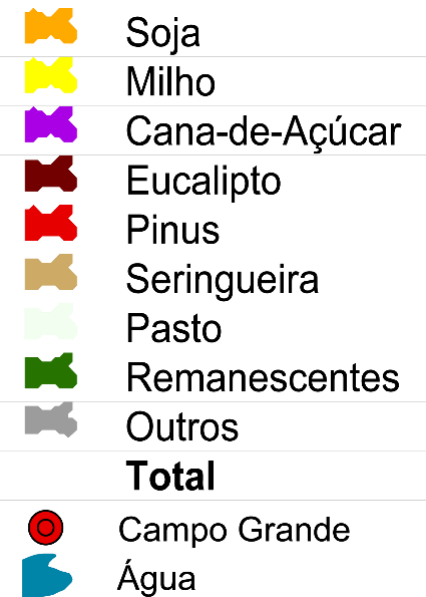 Soja
Milho
Cana-de-Açúcar
Eucalipto
Pinus
Seringueira
Pasto
Remanescentes
Outros
Total
Campo Grande
Água